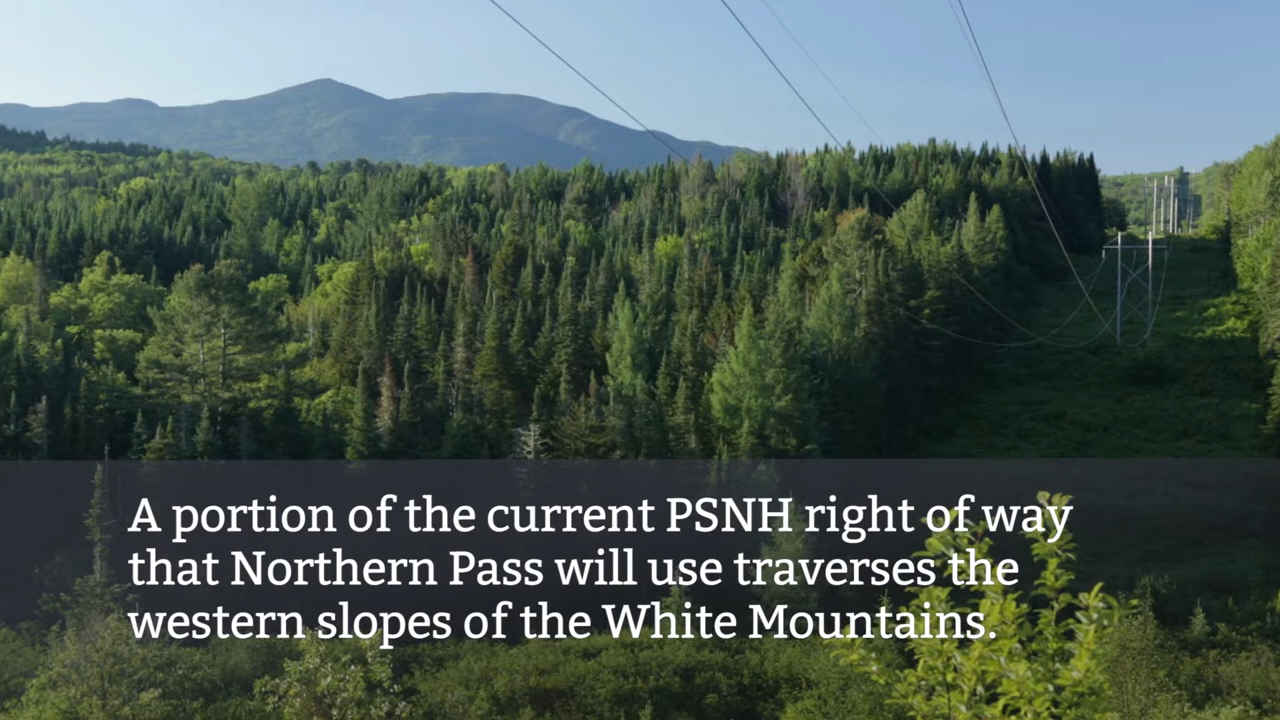 A portion of the current PSNH right of way
that Northern Pass will use traverses the
western slopes of the White Mountains.